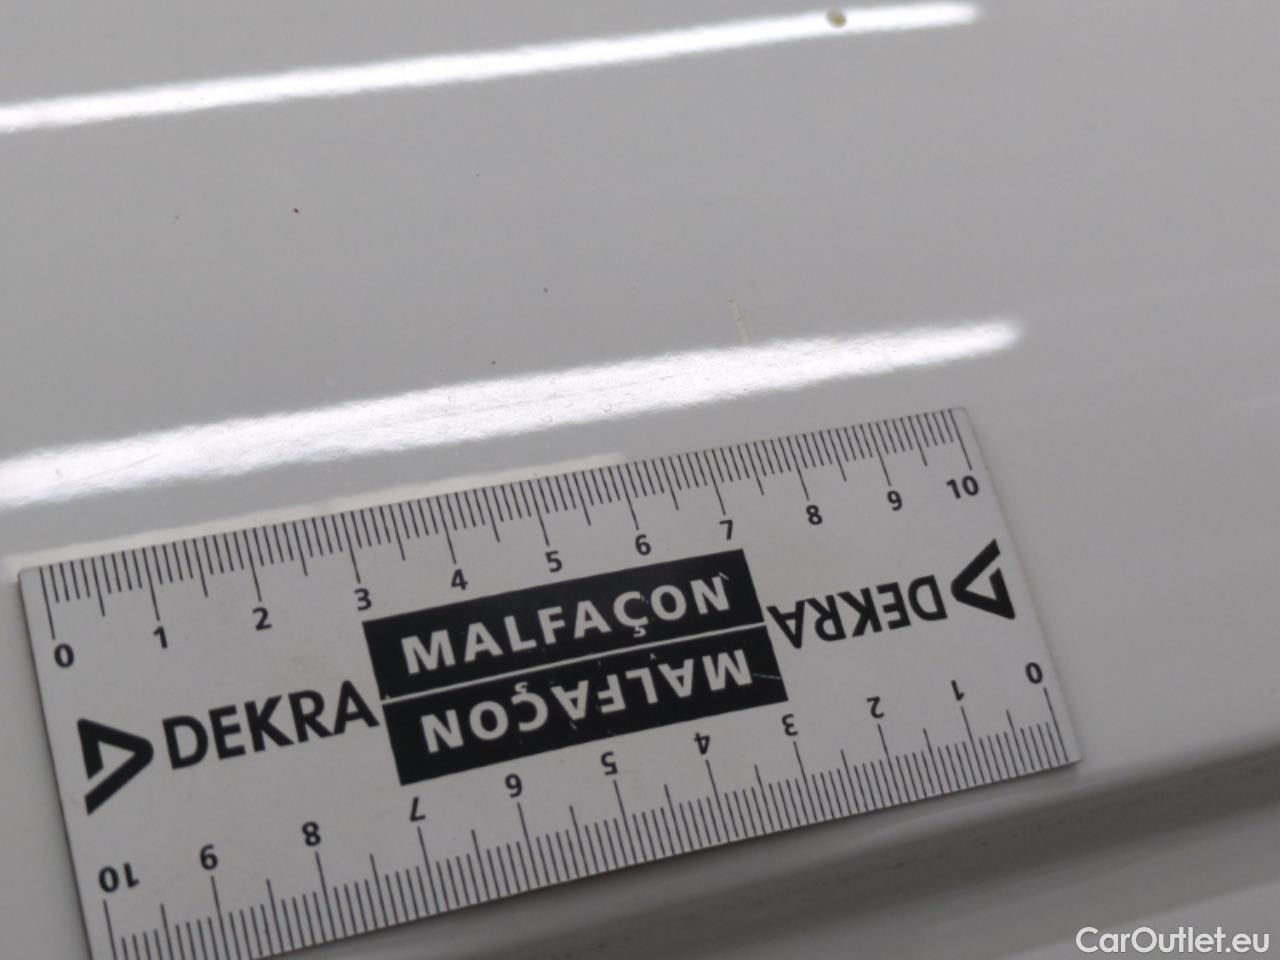 0 1 2 3 4 5 6 7 8 9 10
DEKRA MALFAÇON
MALFAÇON DEKRA
10 9 8 7 6 5 4 3 2 1 0
CarOutlet.eu